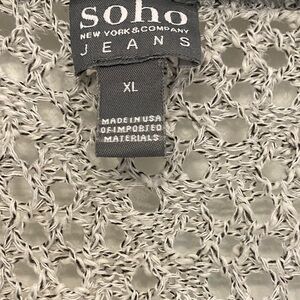 soho
NEW YORK & COMPANY
JEANS
XL
MADE IN USA
OF IMPORTED
MATERIALS